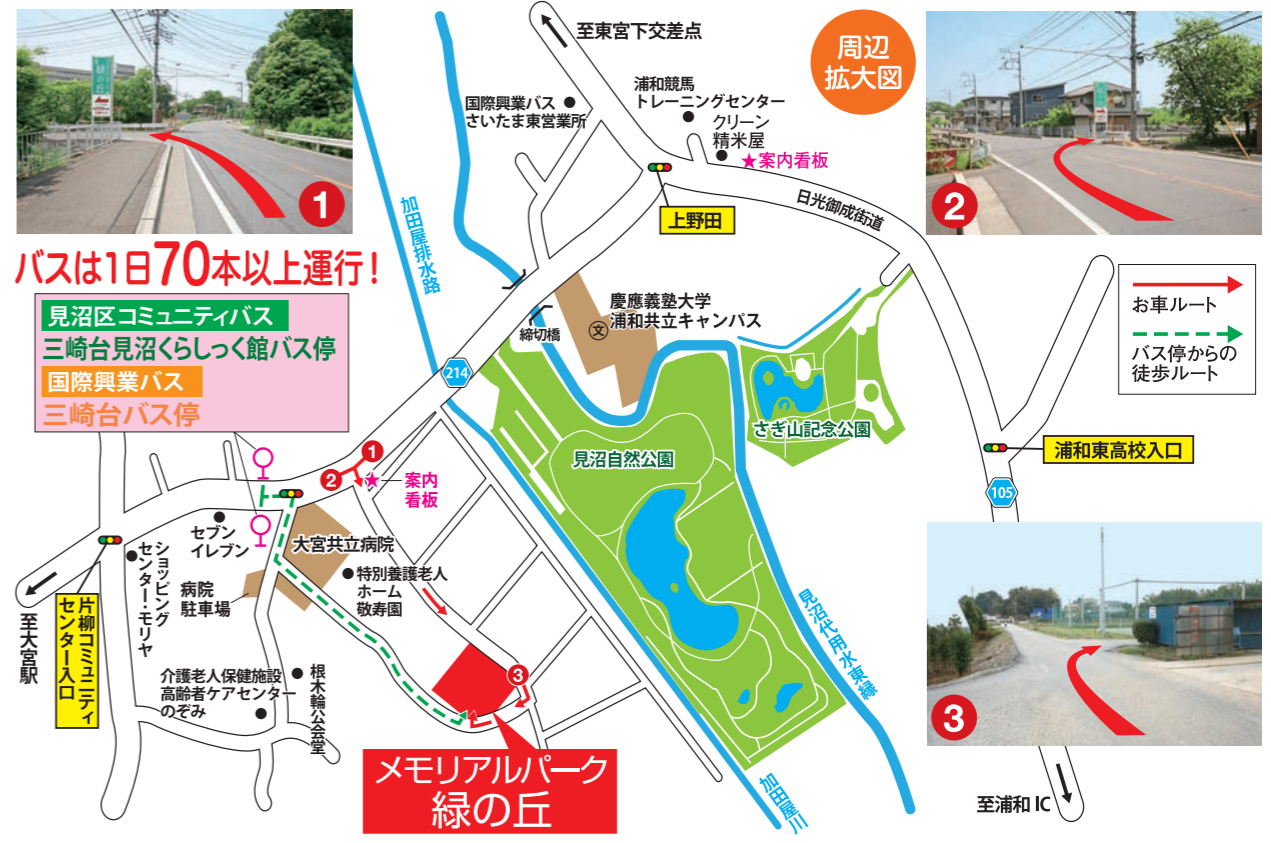 緑の丘
1
バスは1日70本以上運行!
見沼区コミュニティバス
三崎台見沼くらしっく館バス停
国際興業バス
三崎台バス停
至東宮下交差点
周辺
拡大図
浦和競馬
トレーニングセンター
国際興業バス
さいたま東営業所
クリーン
精米屋
★案内看板
上野田
日光御成街道
2
お車ルート
バス停からの
徒歩ルート
加田屋排水路
慶應義塾大学
浦和共立キャンパス
文
締切橋
214
さぎ山記念公園
見沼自然公園
浦和東高校入口
105
1
2
★案内
看板
セブン
イレブン
大宮共立病院
ショッピング
センター・モリヤ
病院
駐車場
特別養護老人
ホーム
敬寿園
片柳コミュニティ
センター入口
至大宮駅
介護老人保健施設
高齢者ケアセンター
のぞみ
根木輪公会堂
3
メモリアルパーク
緑の丘
見沼代用水東縁
加田屋川
3
至浦和IC